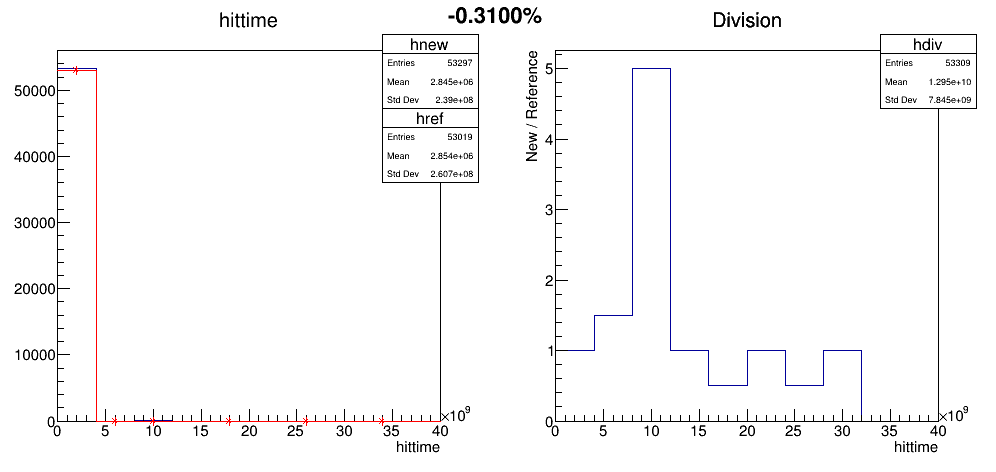 -0.3100%
hittime
hnew
Entries 53297
Mean 2.845e+06
Std Dev 2.39e+08
href
Entries 53019
Mean 2.854e+06
Std Dev 2.607e+08
50000
40000
30000
20000
10000
0
0 5 10 15 20 25 30 35 40
×10⁹
hittime
Division
hdiv
Entries 53309
Mean 1.295e+10
Std Dev 7.845e+09
New / Reference
5
4
3
2
1
0
0 5 10 15 20 25 30 35 40
×10⁹
hittime